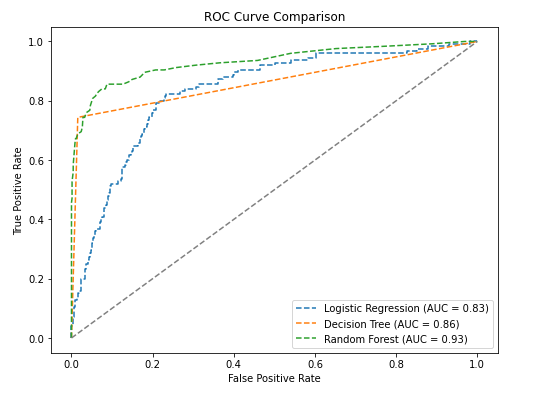 ROC Curve Comparison
True Positive Rate
1.0
0.8
0.6
0.4
0.2
0.0
Logistic Regression (AUC = 0.83)
Decision Tree (AUC = 0.86)
Random Forest (AUC = 0.93)
0.0 0.2 0.4 0.6 0.8 1.0
False Positive Rate